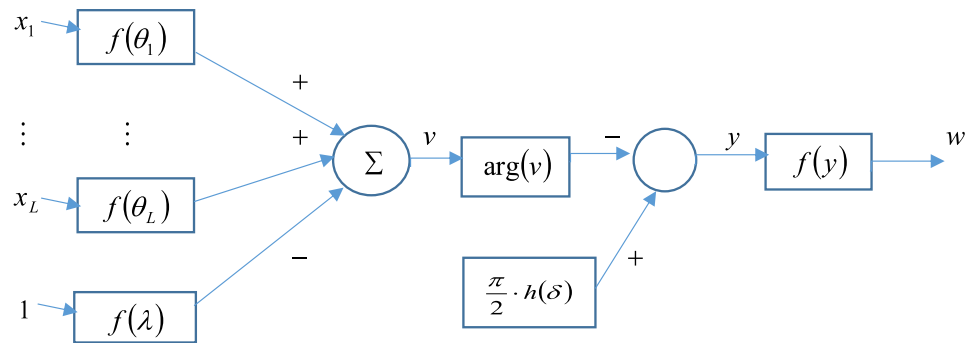 x₁
f(θ₁)
+
⋮ ⋮
+
v
−
y
w
Σ
arg(v)
f(y)
x_L
f(θ_L)
−
+
π/2 · h(δ)
1
f(λ)